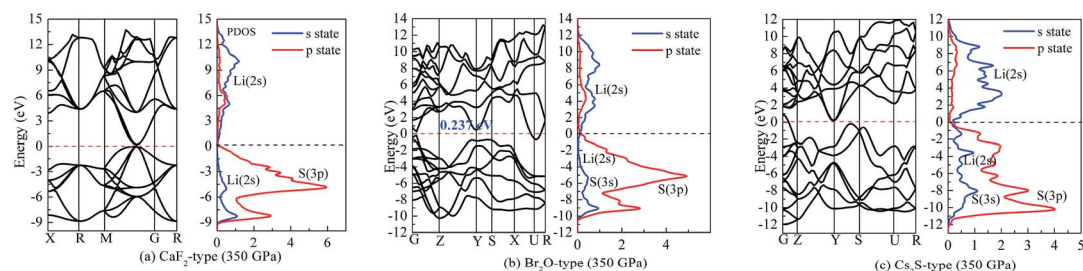 15
12
9
6
3
0
-3
-6
-9
Energy (eV)
X R M G R
PDOS
s state
p state
Li(2s)
Li(2s)
S(3p)
0 2 4 6
(a) CaF₂-type (350 GPa)
14
12
10
8
6
4
2
0
-2
-4
-6
-8
-10
-12
Energy (eV)
0.237 eV
G Z Y S X U R
s state
p state
Li(2s)
Li(2s)
S(3s)
S(3p)
0 2 4
(b) Br₂O-type (350 GPa)
12
10
8
6
4
2
0
-2
-4
-6
-8
-10
-12
Energy (eV)
G Z Y S U R
s state
p state
Li(2s)
Li(2s)
S(3s)
S(3p)
0 1 2 3 4 5
(c) Cs₂S-type (350 GPa)